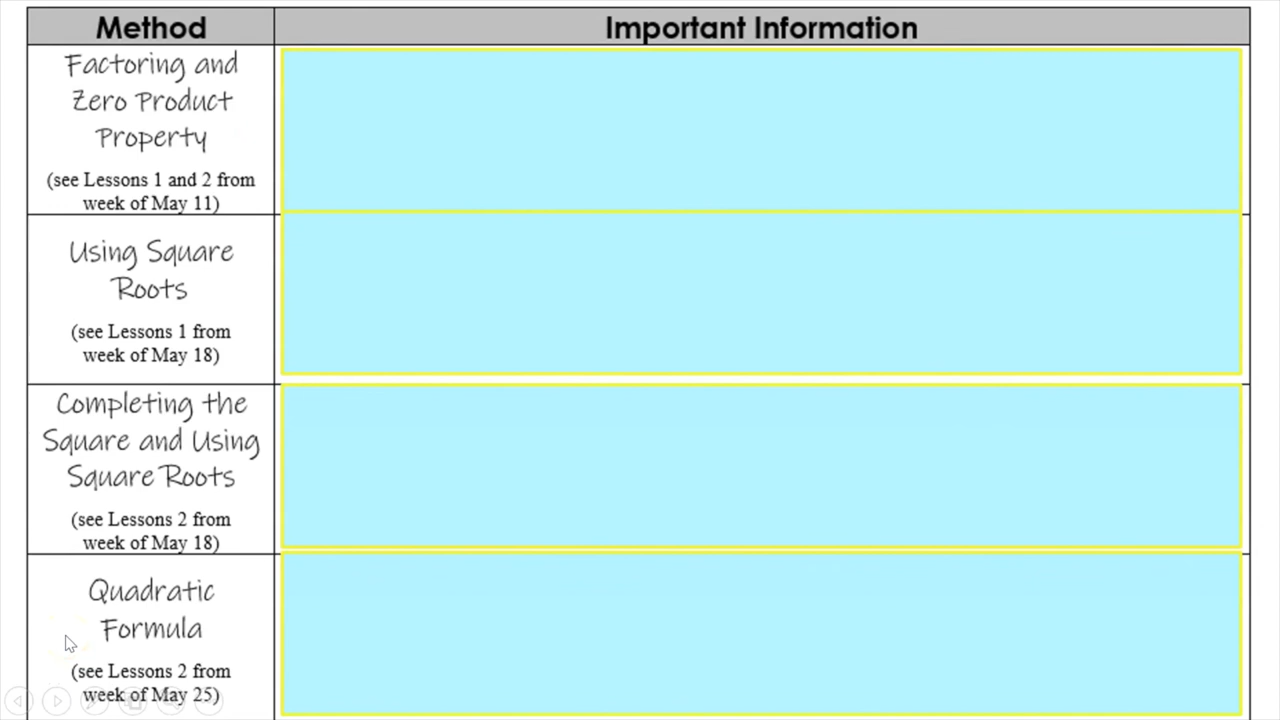 Method
Important Information
Factoring and
Zero Product
Property
(see Lessons 1 and 2 from
week of May 11)
Using Square
Roots
(see Lessons 1 from
week of May 18)
Completing the
Square and Using
Square Roots
(see Lessons 2 from
week of May 18)
Quadratic
Formula
(see Lessons 2 from
week of May 25)